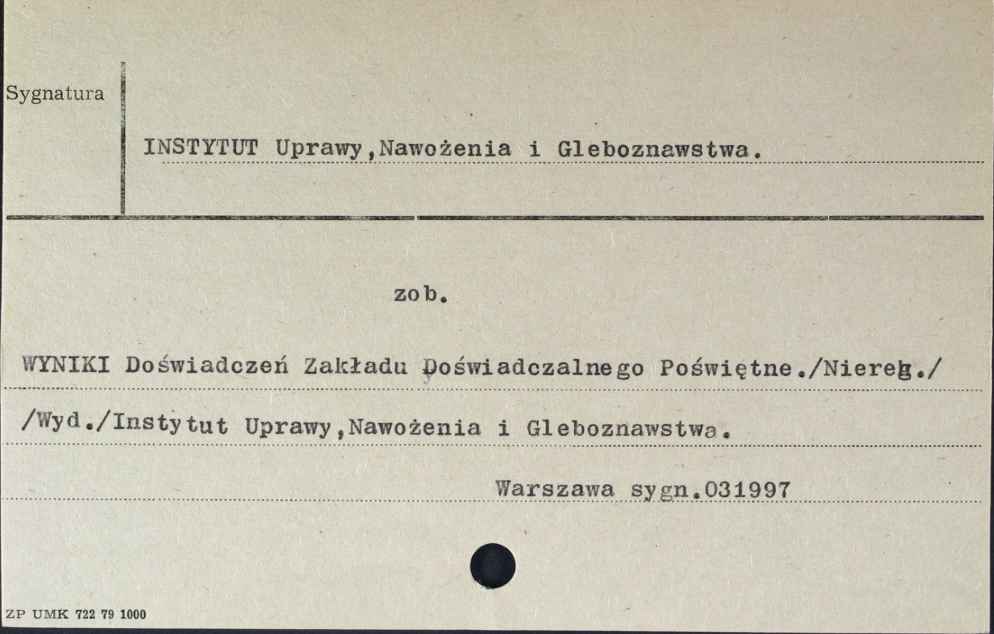 Sygnatura
INSTYTUT Uprawy,Nawożenia i Gleboznawstwa.
zob.
WYNIKI Doświadczeń Zakładu Doświadczalnego Poświętne./Niereg./
/Wyd./Instytut Uprawy,Nawożenia i Gleboznawstwa.
Warszawa sygn.031997
ZP UMK 722 79 1000